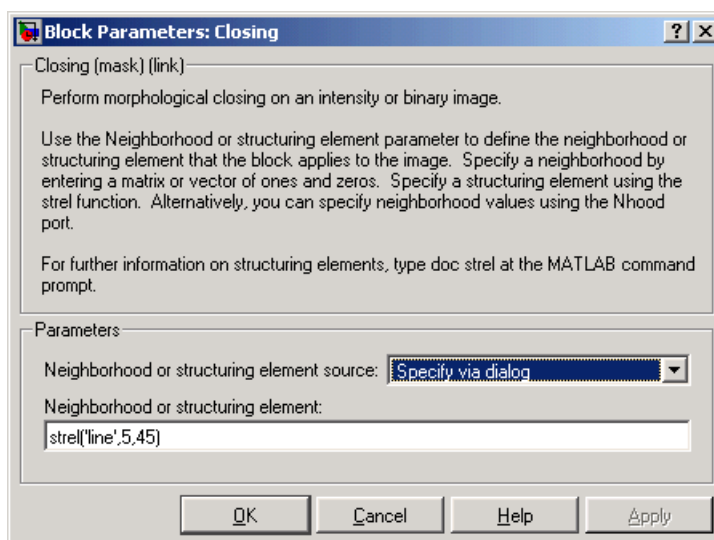 Block Parameters: Closing
Closing (mask) (link)
Perform morphological closing on an intensity or binary image.
Use the Neighborhood or structuring element parameter to define the neighborhood or
structuring element that the block applies to the image. Specify a neighborhood by
entering a matrix or vector of ones and zeros. Specify a structuring element using the
strel function. Alternatively, you can specify neighborhood values using the Nhood
port.
For further information on structuring elements, type doc strel at the MATLAB command
prompt.
Parameters
Neighborhood or structuring element source: Specify via dialog
Neighborhood or structuring element:
strel('line',5,45)
OK Cancel Help Apply